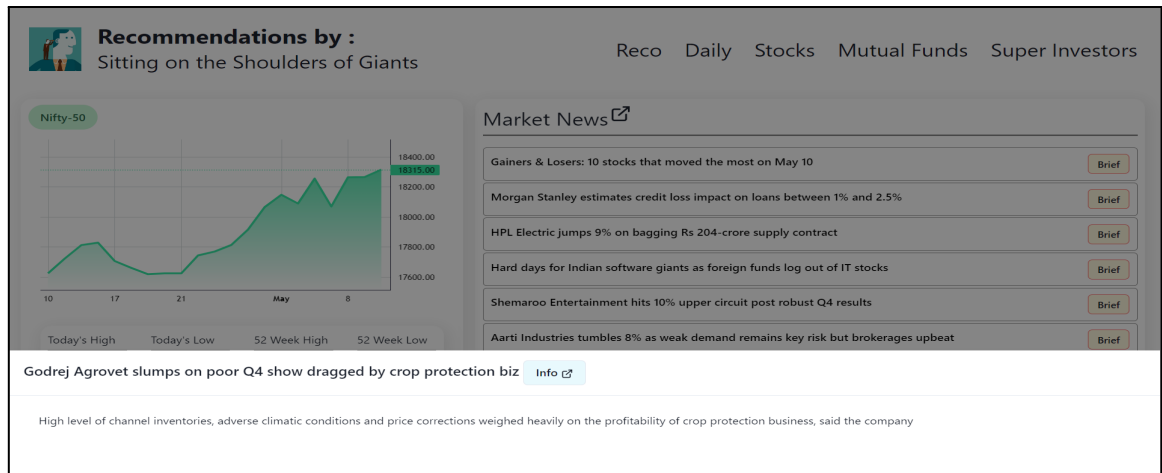 Recommendations by :
Sitting on the Shoulders of Giants
Reco Daily Stocks Mutual Funds Super Investors
Nifty-50
18400.00
18315.00
18200.00
18000.00
17800.00
17600.00
10 17 21 May 8
Today's High Today's Low 52 Week High 52 Week Low
Market News
Gainers & Losers: 10 stocks that moved the most on May 10 Brief
Morgan Stanley estimates credit loss impact on loans between 1% and 2.5% Brief
HPL Electric jumps 9% on bagging Rs 204-crore supply contract Brief
Hard days for Indian software giants as foreign funds log out of IT stocks Brief
Shemaroo Entertainment hits 10% upper circuit post robust Q4 results Brief
Aarti Industries tumbles 8% as weak demand remains key risk but brokerages upbeat Brief
Godrej Agrovet slumps on poor Q4 show dragged by crop protection biz Info
High level of channel inventories, adverse climatic conditions and price corrections weighed heavily on the profitability of crop protection business, said the company